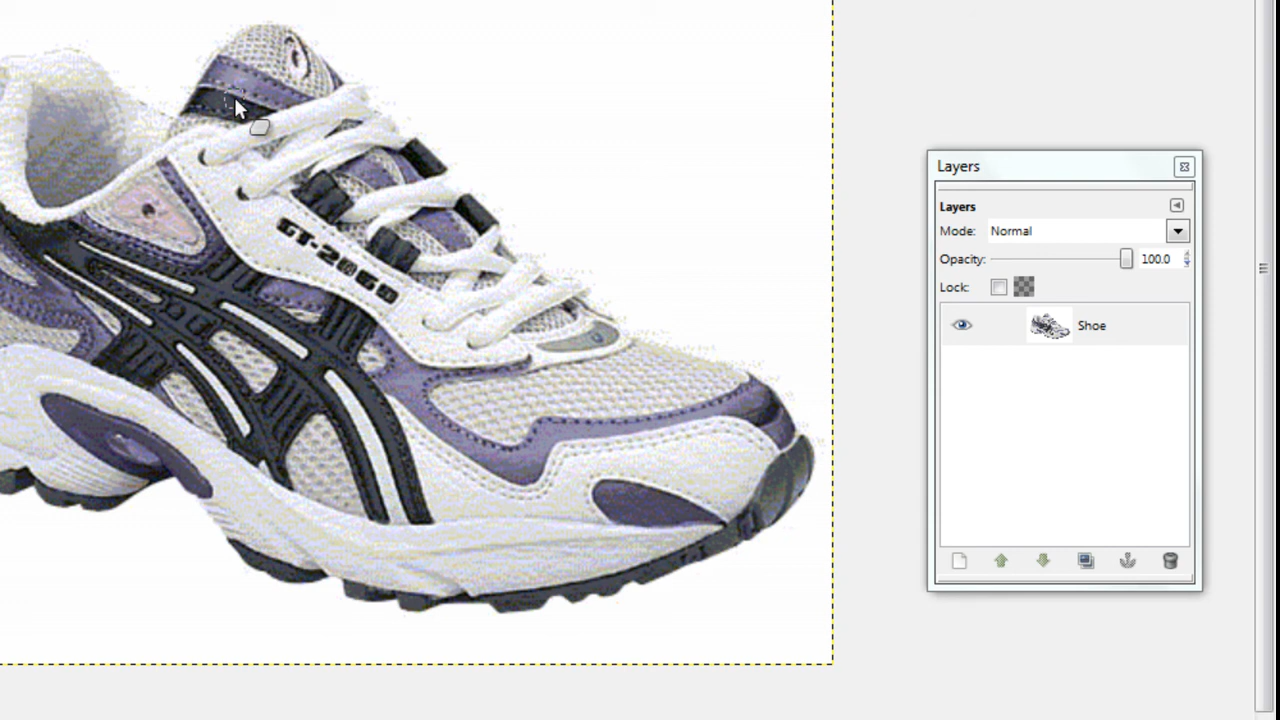 GT-2050
Layers
Layers
Mode: Normal
Opacity: 100.0
Lock:
Shoe